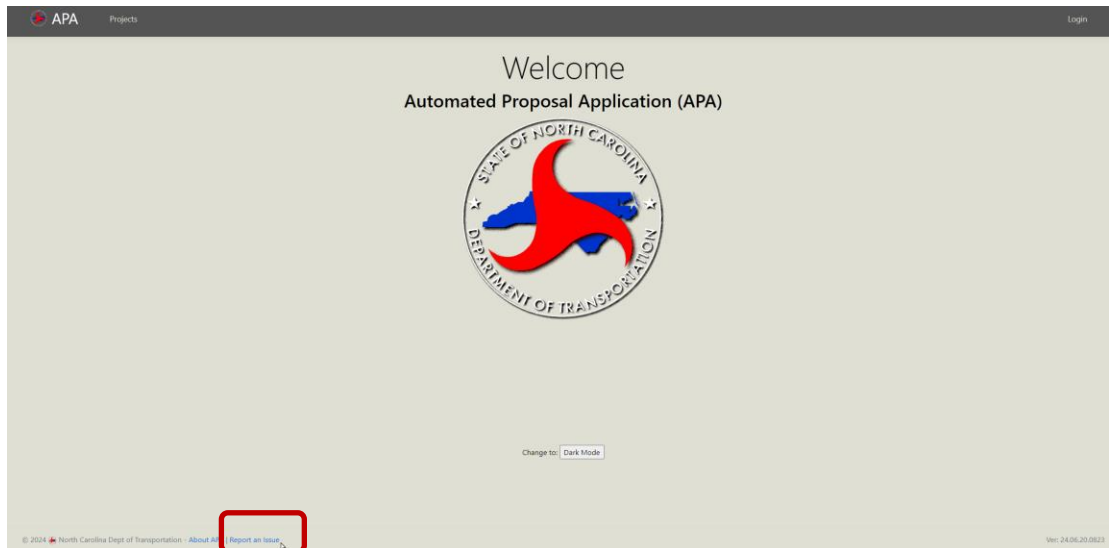 APA Projects Login
Welcome
Automated Proposal Application (APA)
STATE OF NORTH CAROLINA
DEPARTMENT OF TRANSPORTATION
Change to: Dark Mode
© 2024 North Carolina Dept of Transportation - About AP | Report an Issue Ver: 24.06.20.0823